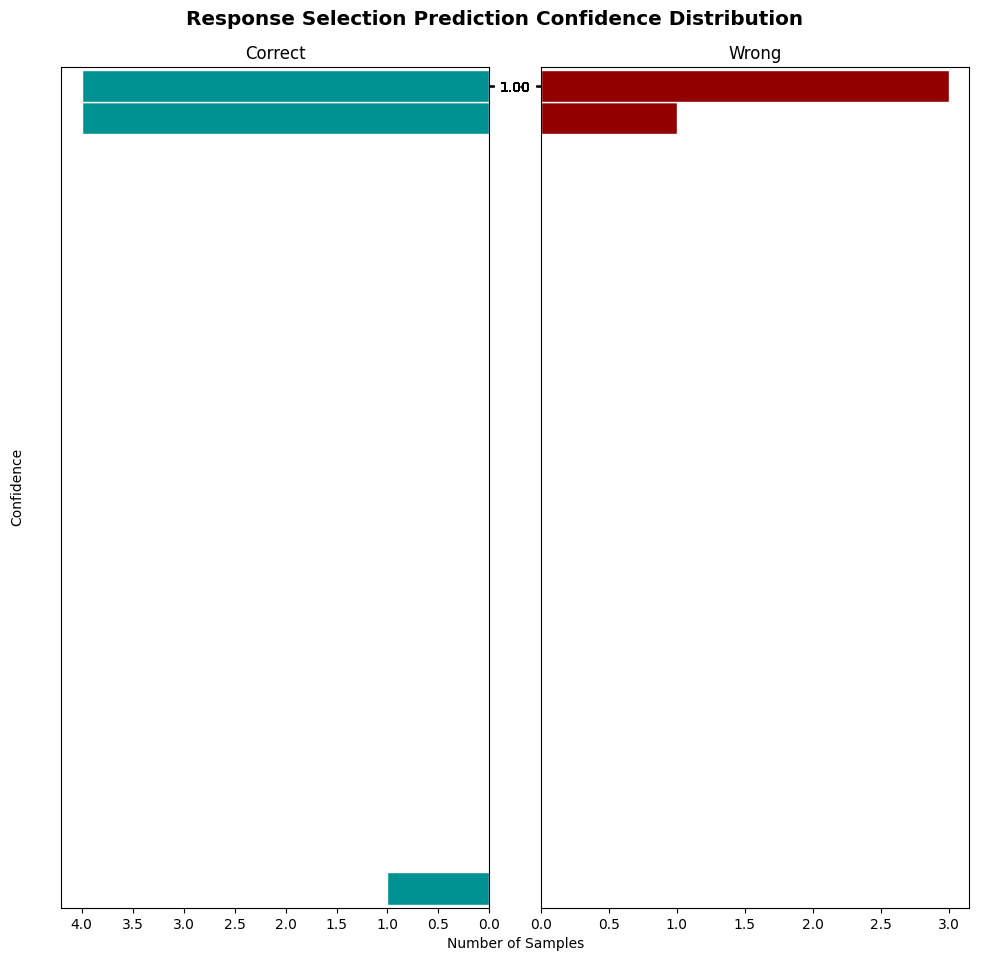 Response Selection Prediction Confidence Distribution
Correct
Wrong
1.00
Confidence
4.0 3.5 3.0 2.5 2.0 1.5 1.0 0.5 0.0
0.0 0.5 1.0 1.5 2.0 2.5 3.0
Number of Samples